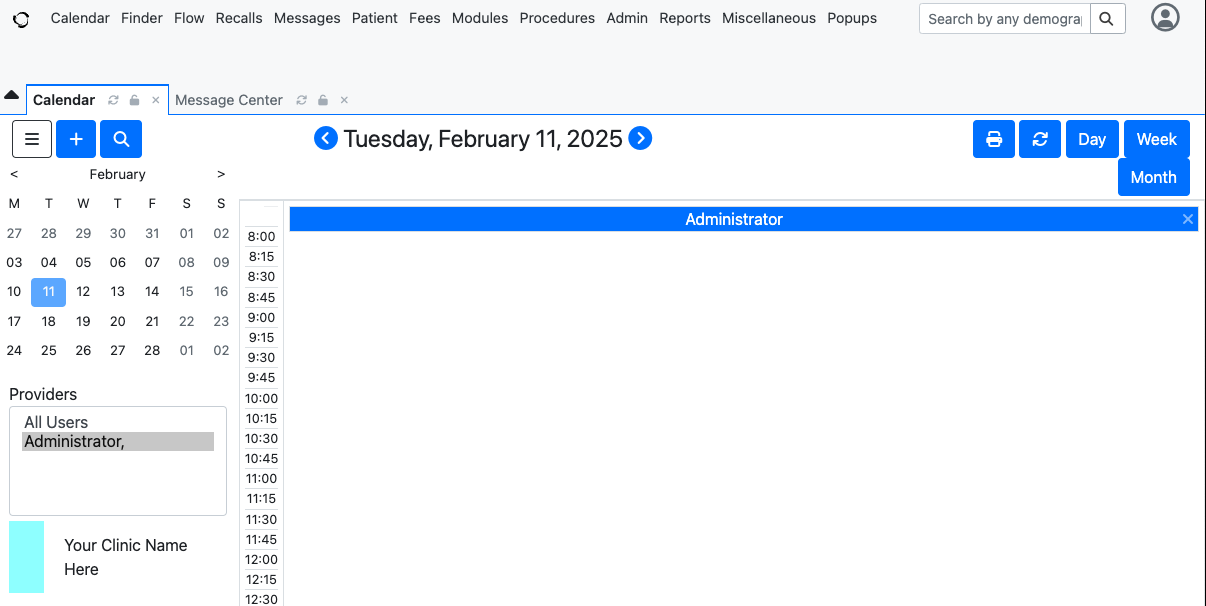 Calendar Finder Flow Recalls Messages Patient Fees Modules Procedures Admin Reports Miscellaneous Popups
Search by any demogra
Calendar Message Center
Tuesday, February 11, 2025
Day Week
Month
< February >
M T W T F S S
27 28 29 30 31 01 02
03 04 05 06 07 08 09
10 11 12 13 14 15 16
17 18 19 20 21 22 23
24 25 26 27 28 01 02
Providers
All Users
Administrator,
Your Clinic Name
Here
Administrator
8:00
8:15
8:30
8:45
9:00
9:15
9:30
9:45
10:00
10:15
10:30
10:45
11:00
11:15
11:30
11:45
12:00
12:15
12:30